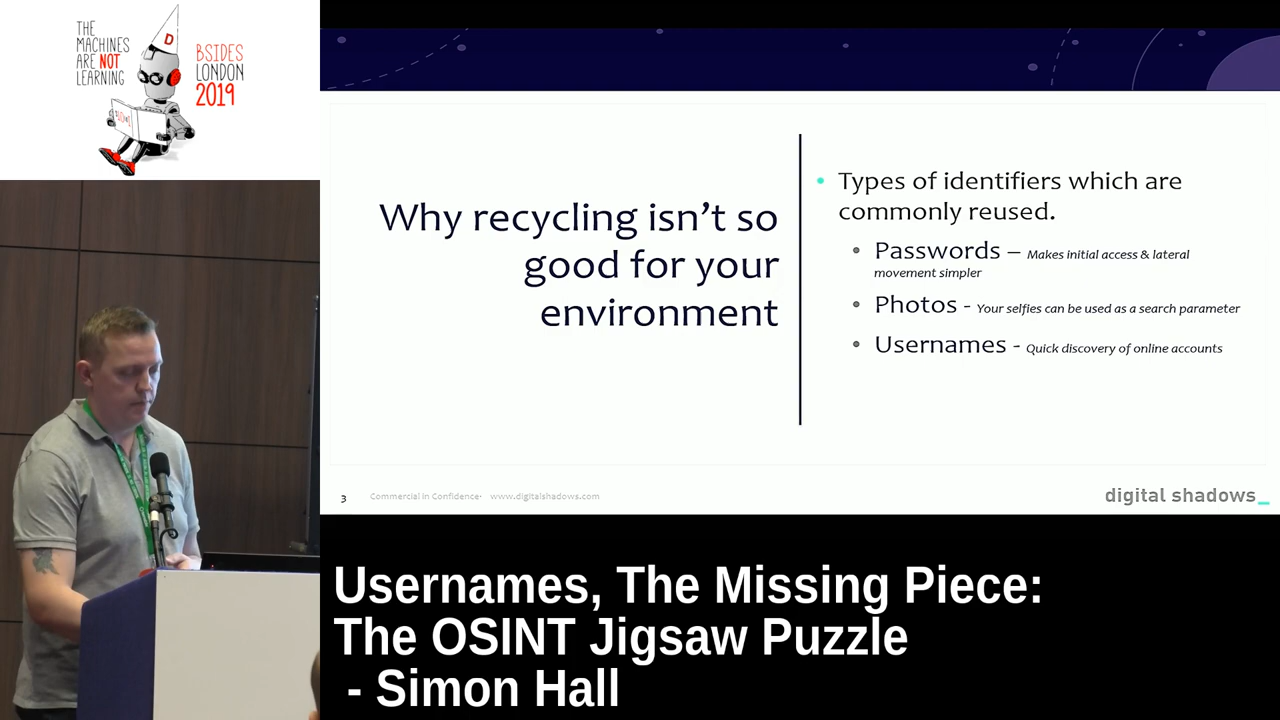 THE
MACHINES
ARE NOT
LEARNING
D
BSIDES
LONDON
2019
Why recycling isn’t so
good for your
environment
• Types of identifiers which are
commonly reused.
• Passwords – Makes initial access & lateral
movement simpler
• Photos - Your selfies can be used as a search parameter
• Usernames - Quick discovery of online accounts
3
Commercial in Confidence· www.digitalshadows.com
digital shadows_
Usernames, The Missing Piece:
The OSINT Jigsaw Puzzle
- Simon Hall